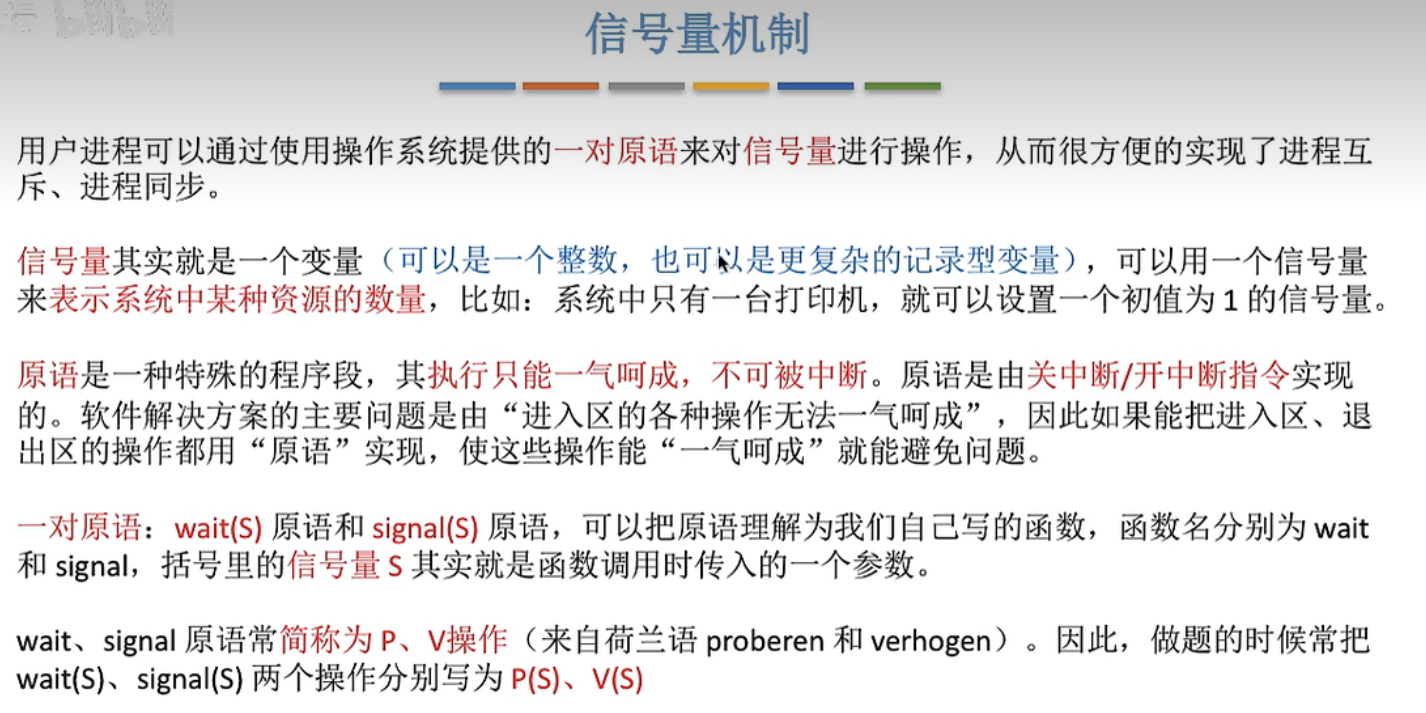 信号量机制
用户进程可以通过使用操作系统提供的一对原语来对信号量进行操作，从而很方便的实现了进程互
斥、进程同步。
信号量其实就是一个变量（可以是一个整数，也可以是更复杂的记录型变量），可以用一个信号量
来表示系统中某种资源的数量，比如：系统中只有一台打印机，就可以设置一个初值为 1 的信号量。
原语是一种特殊的程序段，其执行只能一气呵成，不可被中断。原语是由关中断/开中断指令实现
的。软件解决方案的主要问题是由“进入区的各种操作无法一气呵成”，因此如果能把进入区、退
出区的操作都用“原语”实现，使这些操作能“一气呵成”就能避免问题。
一对原语：wait(S) 原语和 signal(S) 原语，可以把原语理解为我们自己写的函数，函数名分别为 wait
和 signal，括号里的信号量 S 其实就是函数调用时传入的一个参数。
wait、signal 原语常简称为 P、V操作（来自荷兰语 proberen 和 verhogen）。因此，做题的时候常把
wait(S)、signal(S) 两个操作分别写为 P(S)、V(S)